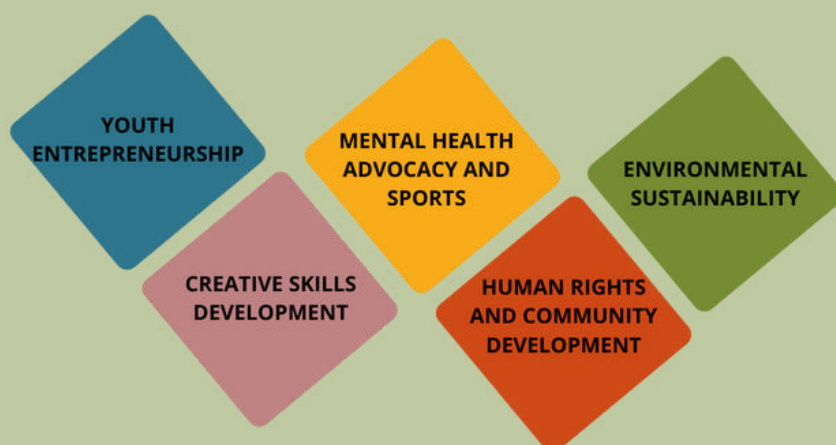 YOUTH
ENTREPRENEURSHIP
CREATIVE SKILLS
DEVELOPMENT
MENTAL HEALTH
ADVOCACY AND
SPORTS
HUMAN RIGHTS
AND COMMUNITY
DEVELOPMENT
ENVIRONMENTAL
SUSTAINABILITY